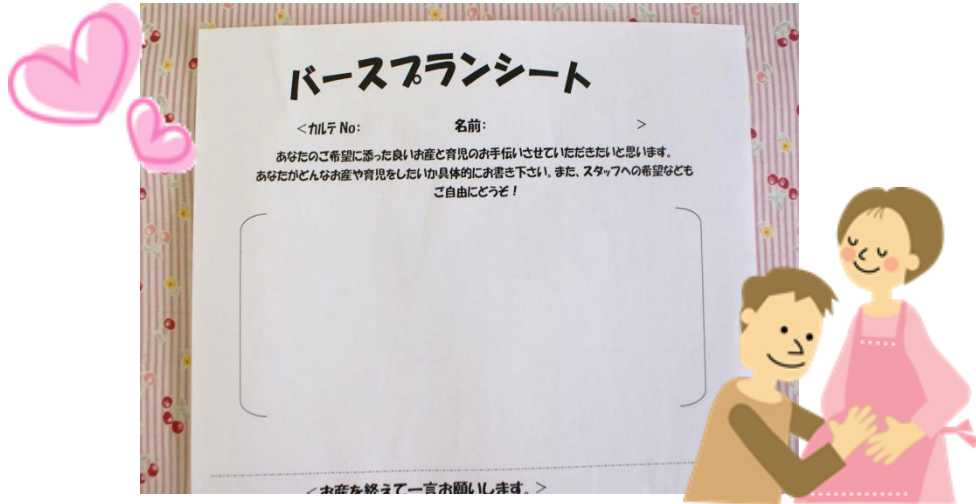 バースプランシート
＜カルテ No: 名前: ＞
あなたのご希望に添った良いお産と育児のお手伝いさせていただきたいと思います。
あなたがどんなお産や育児をしたいか具体的にお書き下さい。また、スタッフへの希望なども
ご自由にどうぞ！
＜お産を終えて一言お願いします。＞